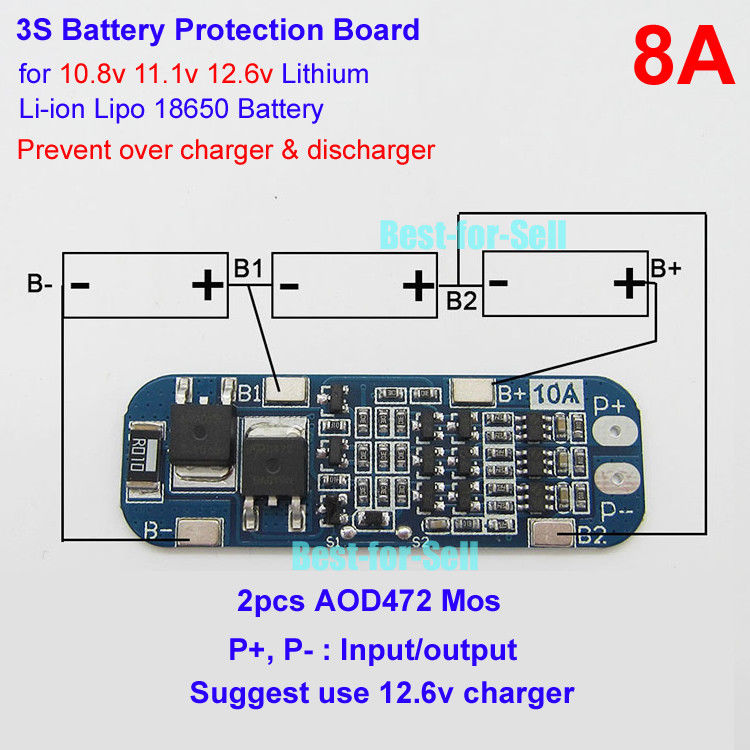 3S Battery Protection Board
8A
for 10.8v 11.1v 12.6v Lithium
Li-ion Lipo 18650 Battery
Prevent over charger & discharger
Best-for-Sell
B- - + B1 - + B2 - + B+
B1 B+ 10A P+
R010
B- S1 S2 B2 P--
Best-for-Sell
2pcs AOD472 Mos
P+, P- : Input/output
Suggest use 12.6v charger